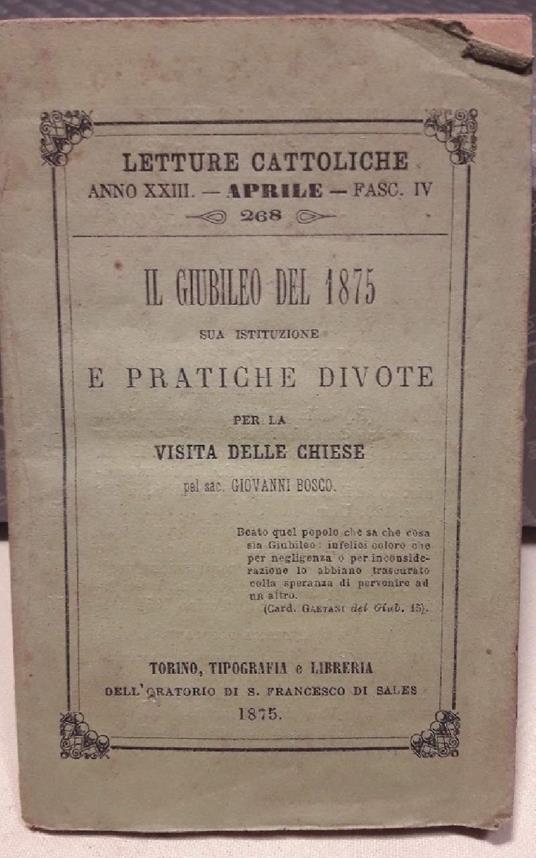 LETTURE CATTOLICHE
ANNO XXIII. — APRILE — FASC. IV
268
IL GIUBILEO DEL 1875
SUA ISTITUZIONE
E PRATICHE DIVOTE
PER LA
VISITA DELLE CHIESE
pel sac. GIOVANNI BOSCO.
Beato quel popolo che sa che cosa
sia Giubileo: infelici coloro che
per negligenza o per inconside-
razione lo abbiano trascurato
colla speranza di pervenire ad
un altro.
(Card. GAETANI del Giub. 15).
TORINO, TIPOGRAFIA e LIBRERIA
DELL'ORATORIO DI S. FRANCESCO DI SALES
1875.